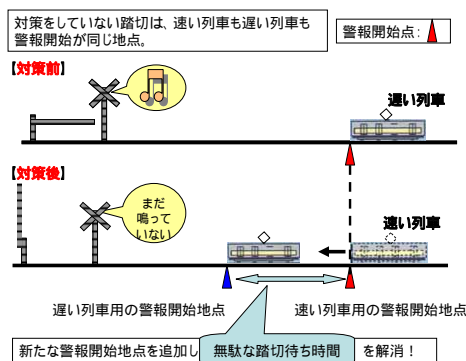 対策をしていない踏切は、速い列車も遅い列車も
警報開始が同じ地点。
警報開始点:
【対策前】
遅い列車
【対策後】
まだ
鳴って
いない
速い列車
遅い列車用の警報開始地点
速い列車用の警報開始地点
新たな警報開始地点を追加し
無駄な踏切待ち時間
を解消！